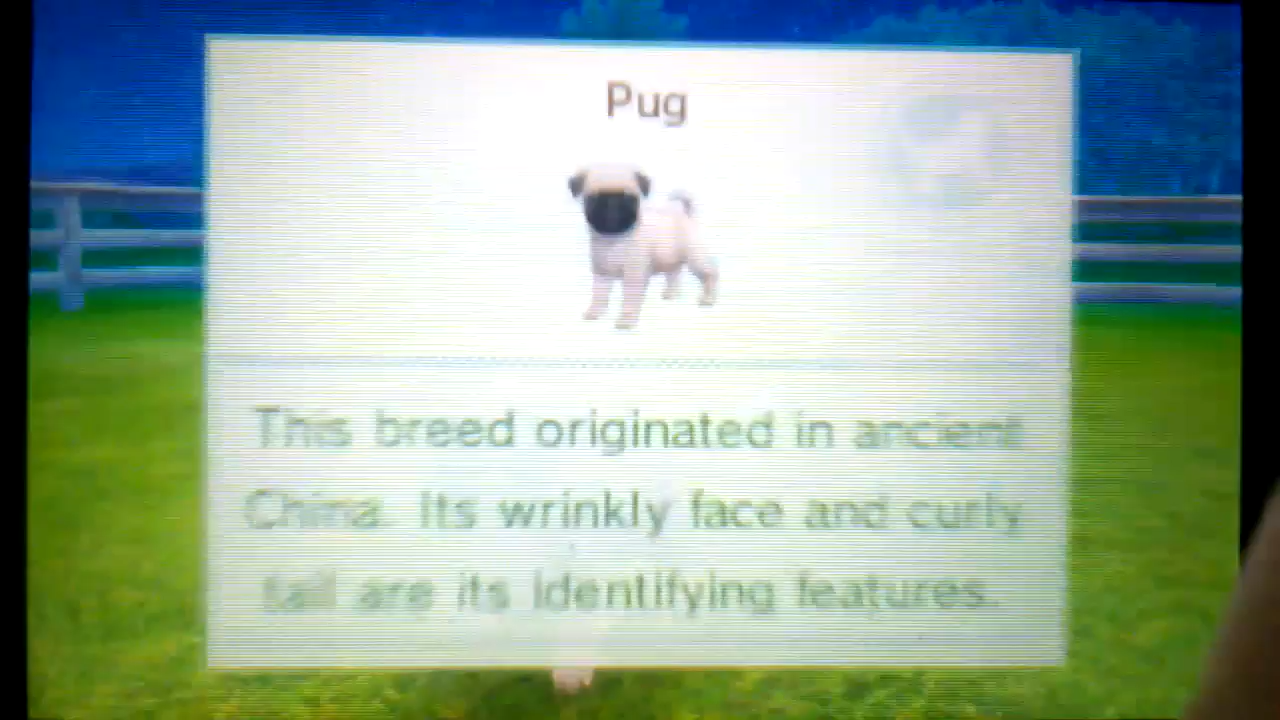 Pug
This breed originated in ancient
China. Its wrinkly face and curly
tail are its identifying features.